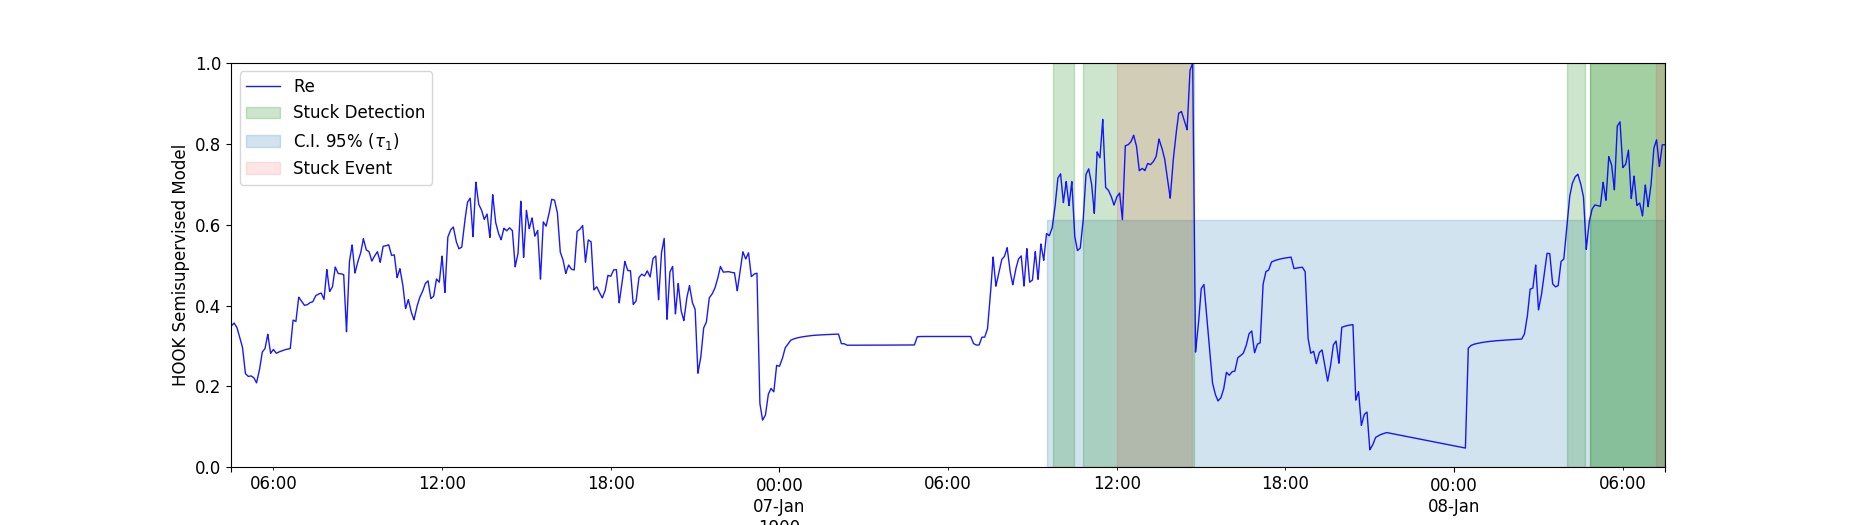 HOOK Semisupervised Model
1.0
0.8
0.6
0.4
0.2
0.0
Re
Stuck Detection
C.I. 95% (τ₁)
Stuck Event
06:00 12:00 18:00 00:00 06:00 12:00 18:00 00:00 06:00
07-Jan 08-Jan
1900